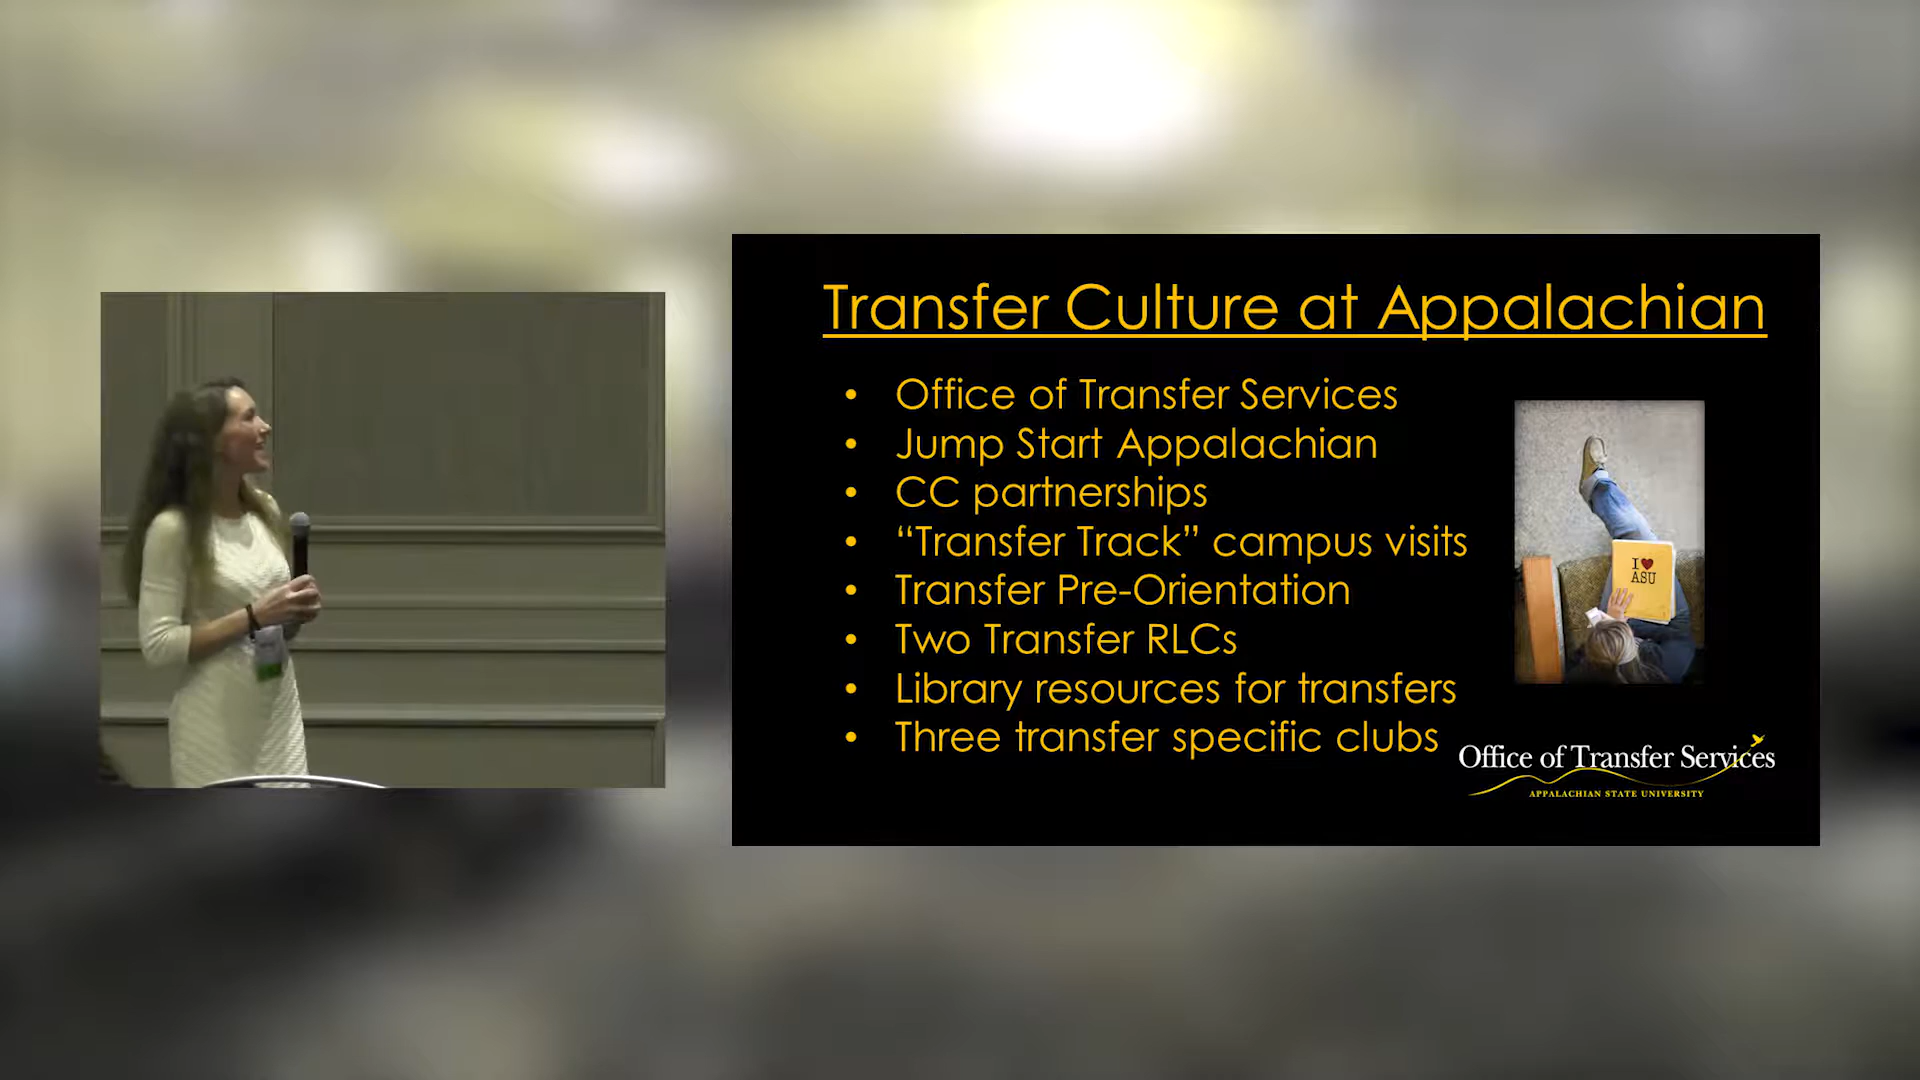 Transfer Culture at Appalachian
• Office of Transfer Services
• Jump Start Appalachian
• CC partnerships
• “Transfer Track” campus visits
• Transfer Pre-Orientation
• Two Transfer RLCs
• Library resources for transfers
• Three transfer specific clubs
I ♥
ASU
Office of Transfer Services
APPALACHIAN STATE UNIVERSITY